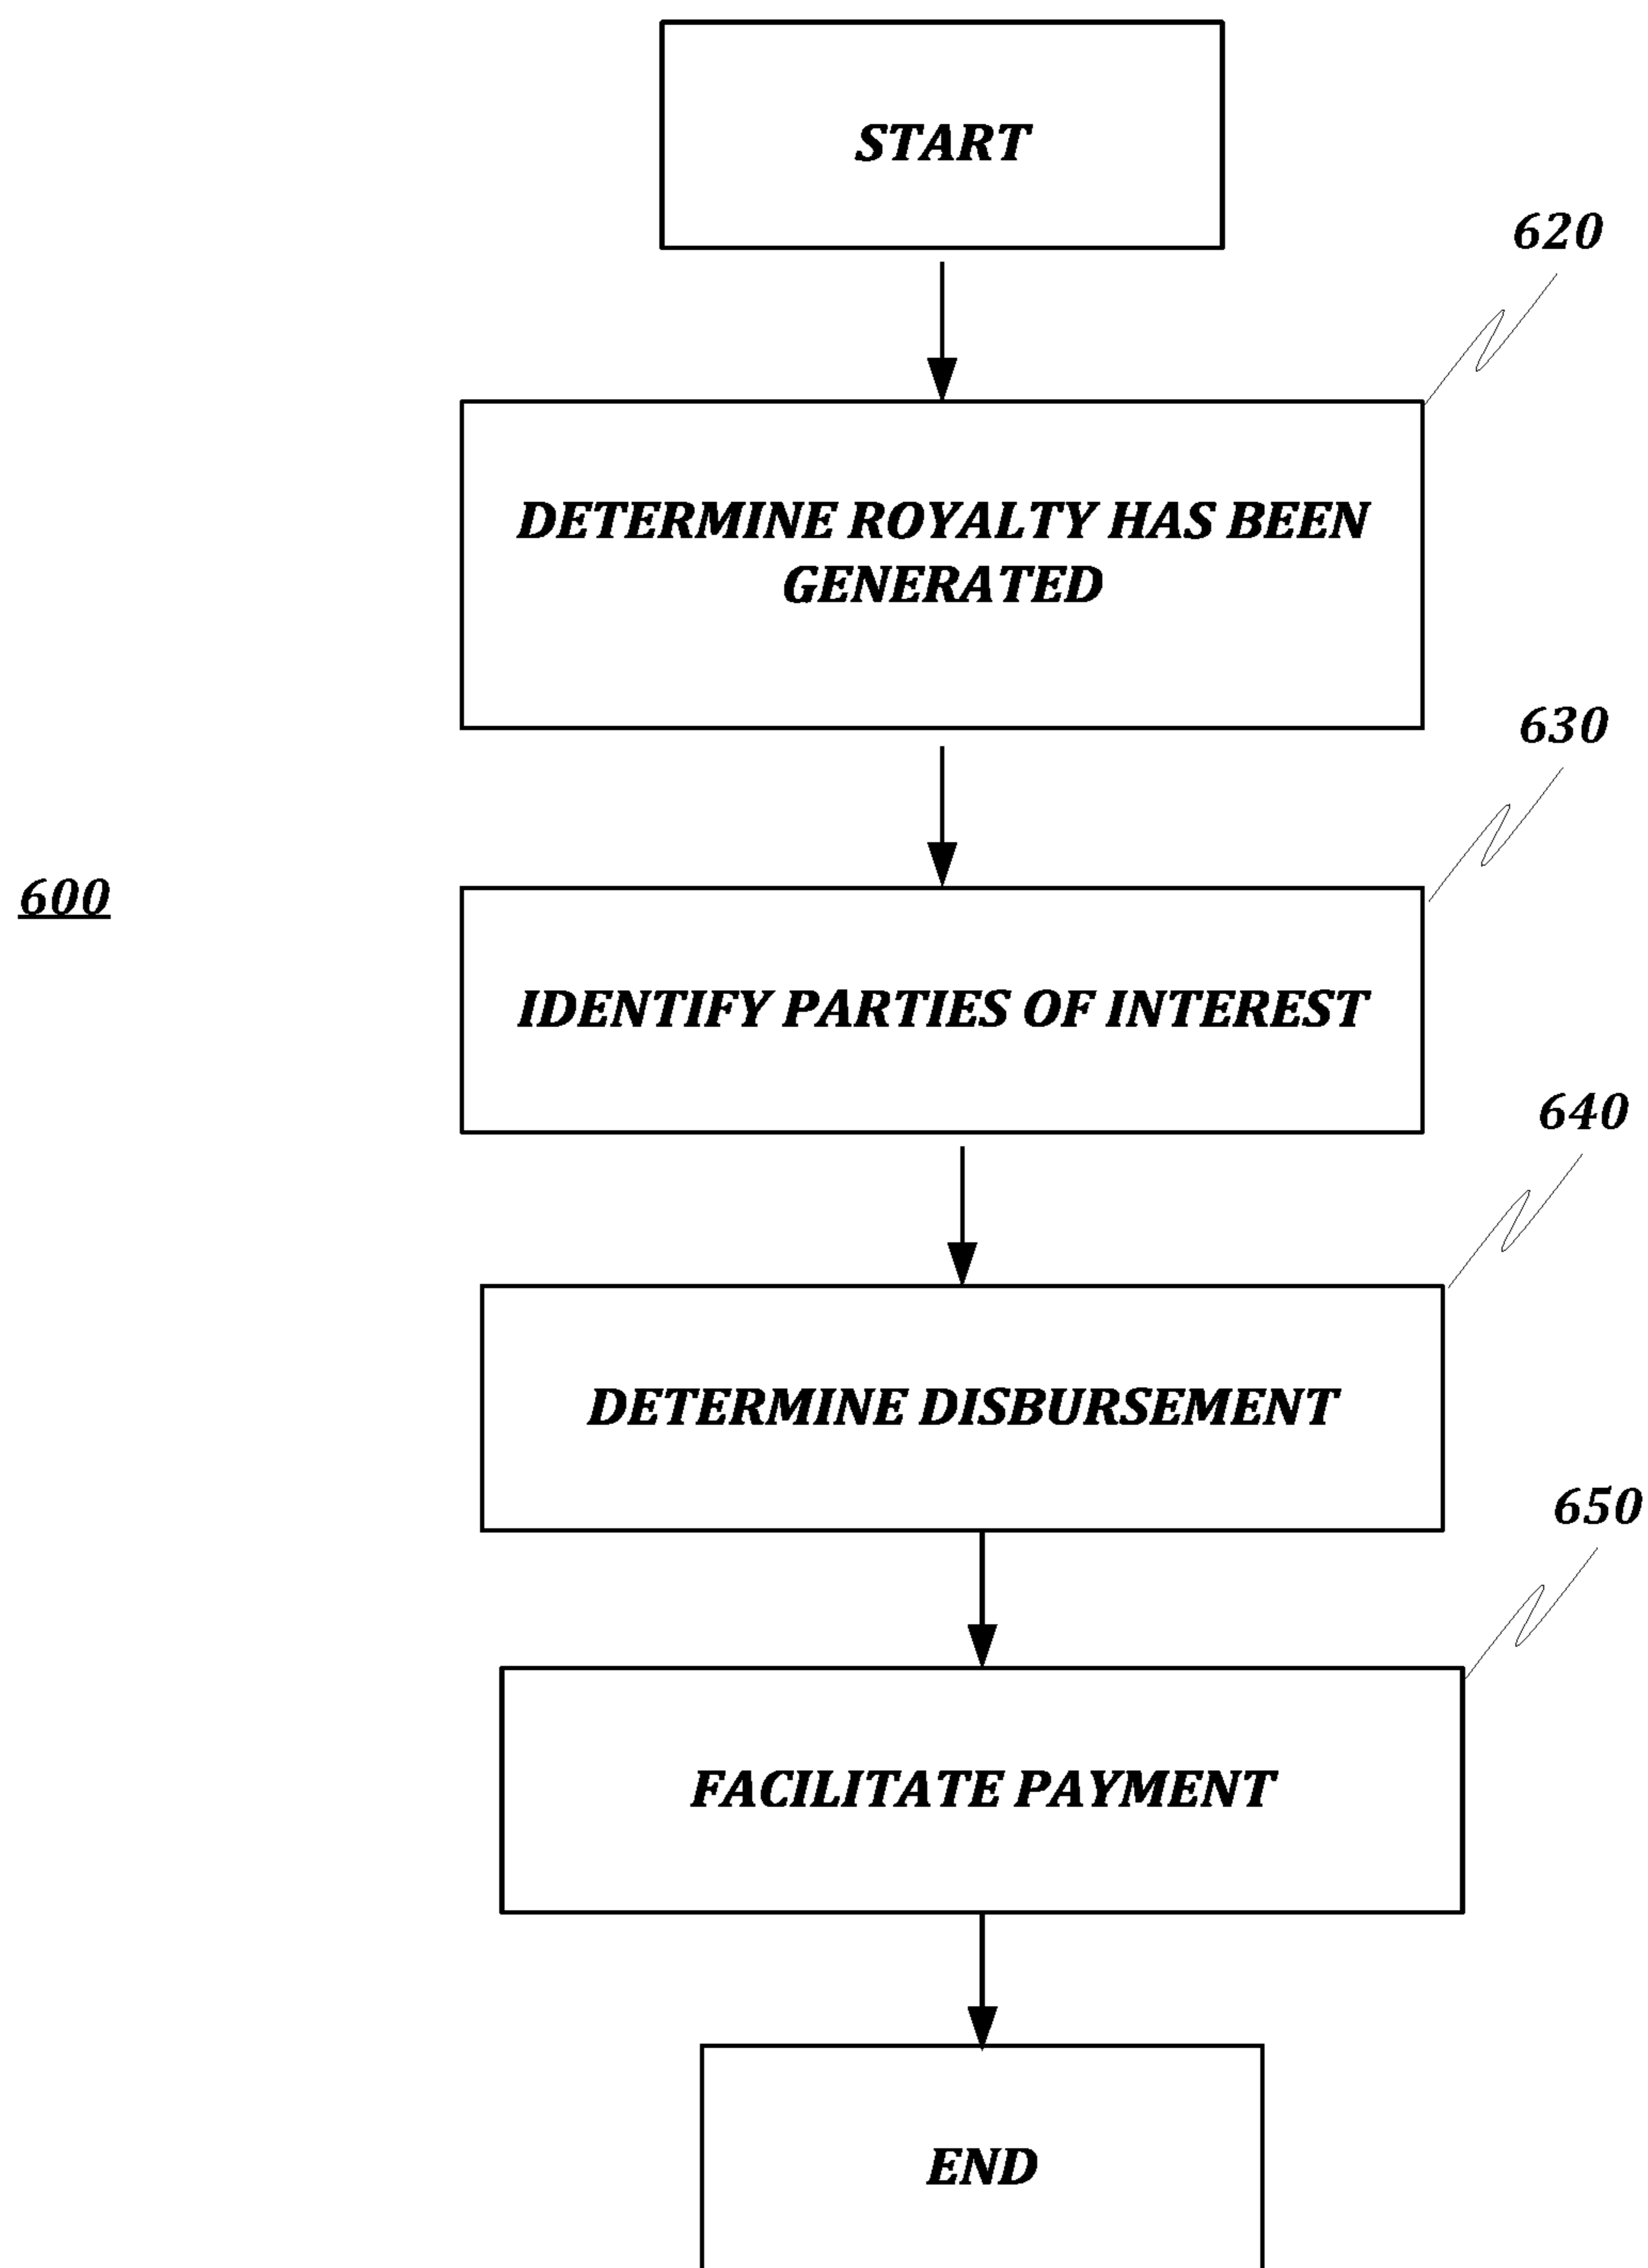 START
620
DETERMINE ROYALTY HAS BEEN
GENERATED
630
600
IDENTIFY PARTIES OF INTEREST
640
DETERMINE DISBURSEMENT
650
FACILITATE PAYMENT
END